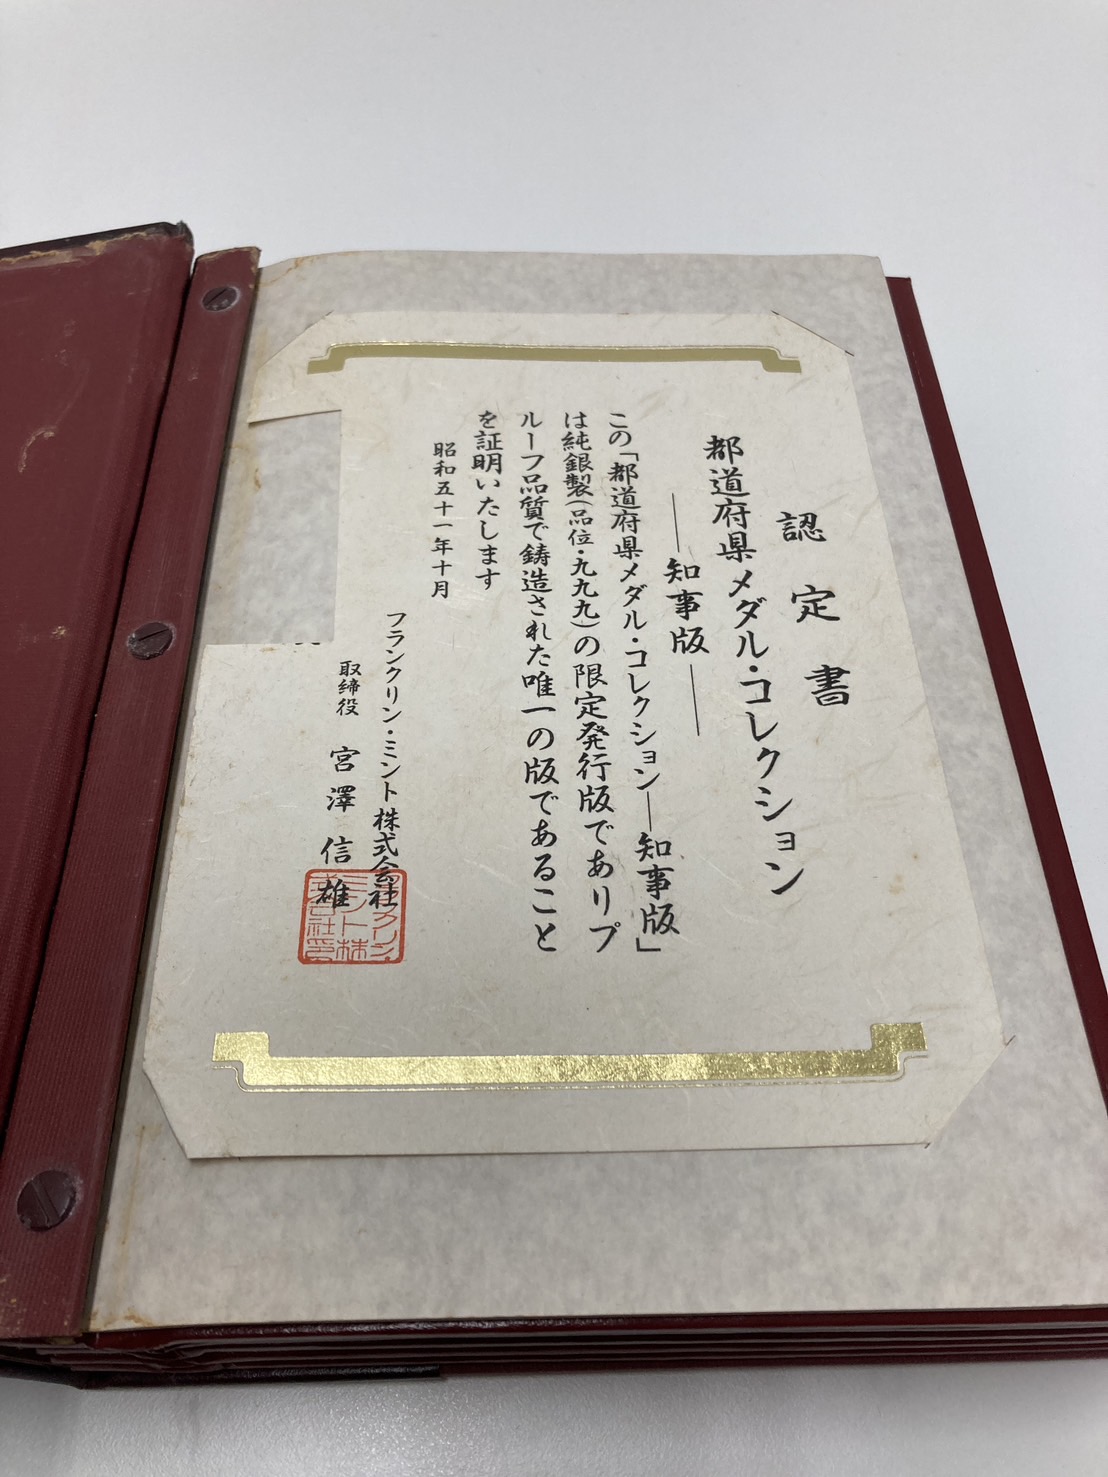 認定書
都道府県メダル・コレクション
―知事版―
この「都道府県メダル・コレクション―知事版」
は純銀製(品位・九九九)の限定発行版でありプ
ルーフ品質で鋳造された唯一の版であること
を証明いたします
昭和五十一年十月
フランクリン・ミント株式会社
取締役 宮澤信雄